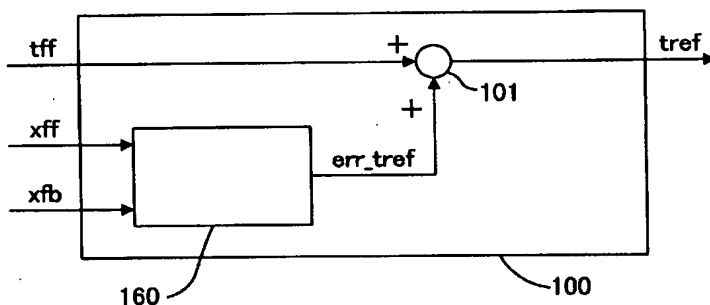 tff
+
tref
101
+
xff
err_tref
xfb
160
100